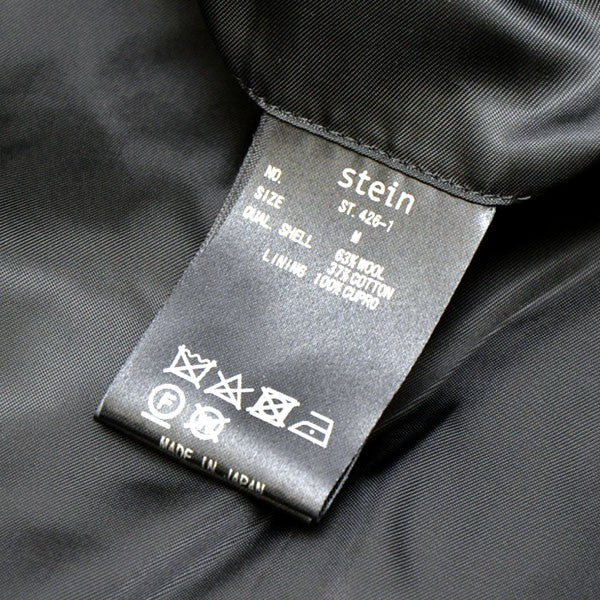 stein
NO. ST.426-1
SIZE M
QUAL. SHELL 63%WOOL
37%COTTON
LINING 100%CUPRO
MADE IN JAPAN